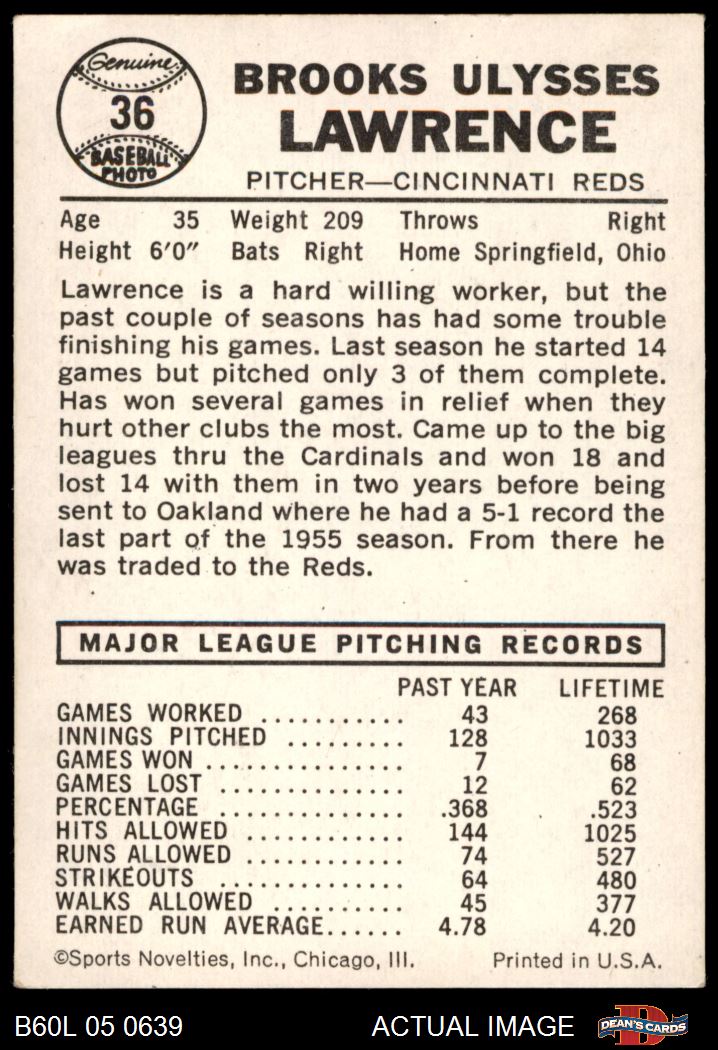 Genuine
36
BASEBALL
PHOTO
BROOKS ULYSSES
LAWRENCE
PITCHER—CINCINNATI REDS
Age 35 Weight 209 Throws Right
Height 6'0" Bats Right Home Springfield, Ohio
Lawrence is a hard willing worker, but the
past couple of seasons has had some trouble
finishing his games. Last season he started 14
games but pitched only 3 of them complete.
Has won several games in relief when they
hurt other clubs the most. Came up to the big
leagues thru the Cardinals and won 18 and
lost 14 with them in two years before being
sent to Oakland where he had a 5-1 record the
last part of the 1955 season. From there he
was traded to the Reds.
MAJOR LEAGUE PITCHING RECORDS
PAST YEAR LIFETIME
GAMES WORKED ........... 43 268
INNINGS PITCHED ......... 128 1033
GAMES WON ............... 7 68
GAMES LOST .............. 12 62
PERCENTAGE .............. .368 .523
HITS ALLOWED ............ 144 1025
RUNS ALLOWED ............ 74 527
STRIKEOUTS .............. 64 480
WALKS ALLOWED .......... 45 377
EARNED RUN AVERAGE...... 4.78 4.20
©Sports Novelties, Inc., Chicago, Ill. Printed in U.S.A.
B60L 05 0639 ACTUAL IMAGE D DEAN'S CARDS